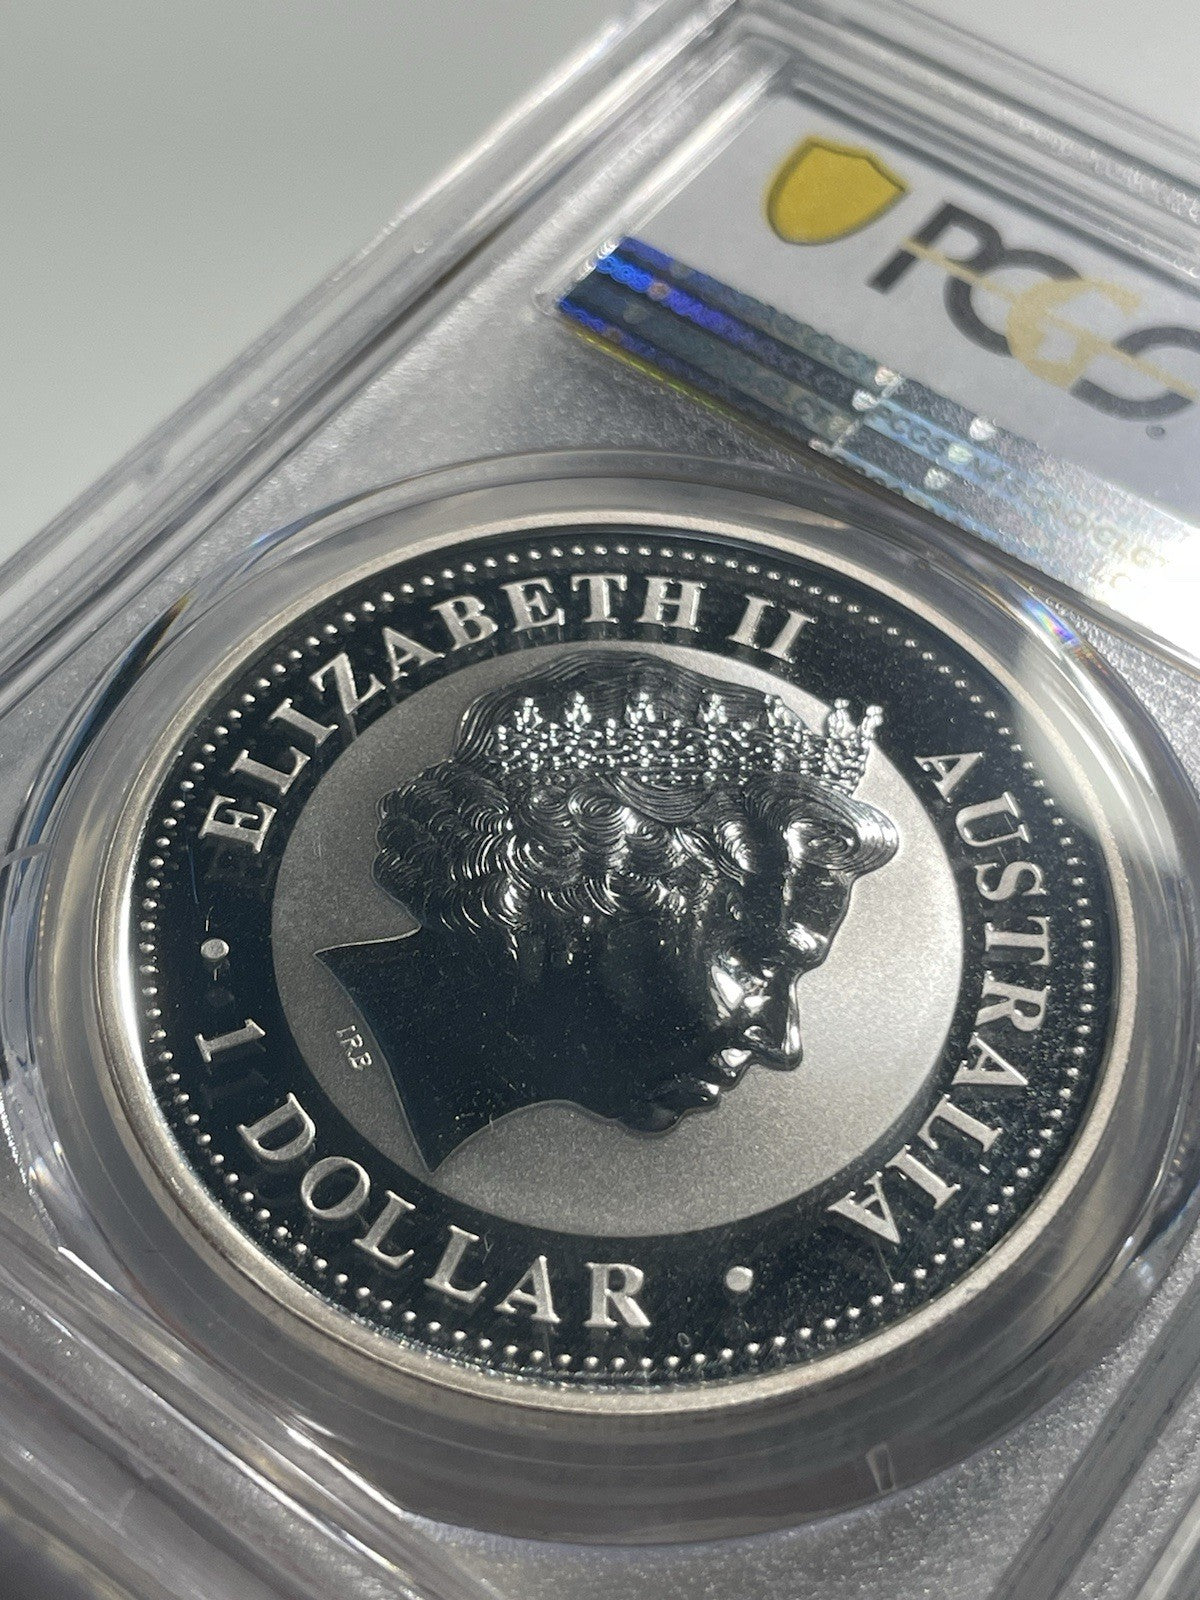 PCGS
ELIZABETH II
AUSTRALIA
1 DOLLAR
IRB